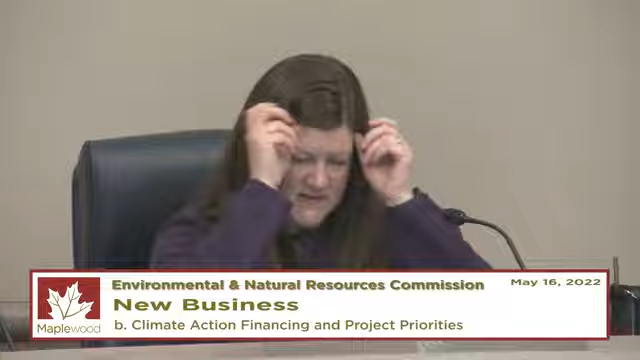 Environmental & Natural Resources Commission
May 16, 2022
New Business
b. Climate Action Financing and Project Priorities
Maplewood